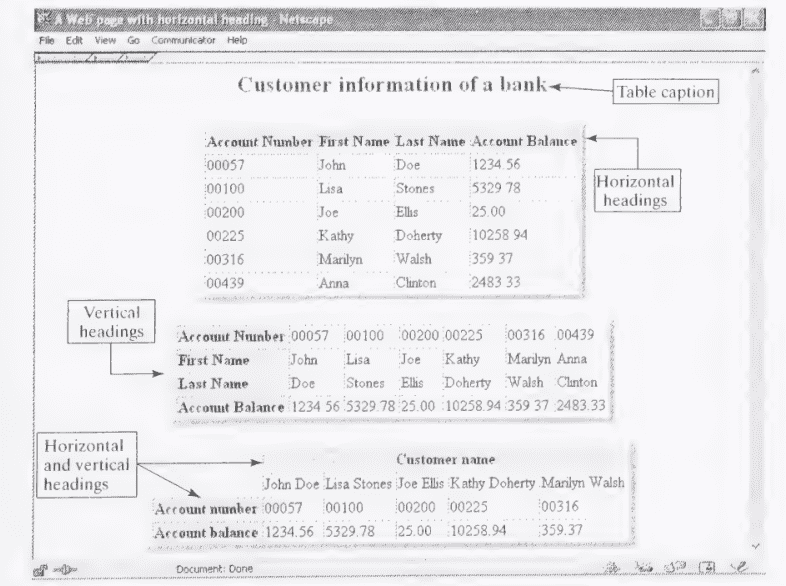 A Web page with horizontal heading - Netscape
File Edit View Go Communicator Help
Customer information of a bank
Table caption
Account Number First Name Last Name Account Balance
00057 John Doe 1234 56
00100 Lisa Stones 5329 78
00200 Joe Ellis 25.00
00225 Kathy Doherty 10258 94
00316 Marilyn Walsh 359 37
00439 Anna Clinton 2483 33
Horizontal
headings
Vertical
headings
Account Number 00057 00100 00200 00225 00316 00439
First Name John Lisa Joe Kathy Marilyn Anna
Last Name Doe Stones Ellis Doherty Walsh Clinton
Account Balance 1234 56 5329.78 25.00 10258.94 359 37 2483.33
Horizontal
and vertical
headings
Customer name
John Doe Lisa Stones Joe Ellis Kathy Doherty Marilyn Walsh
Account number 00057 00100 00200 00225 00316
Account balance 1234.56 5329.78 25.00 10258.94 359.37
Document: Done